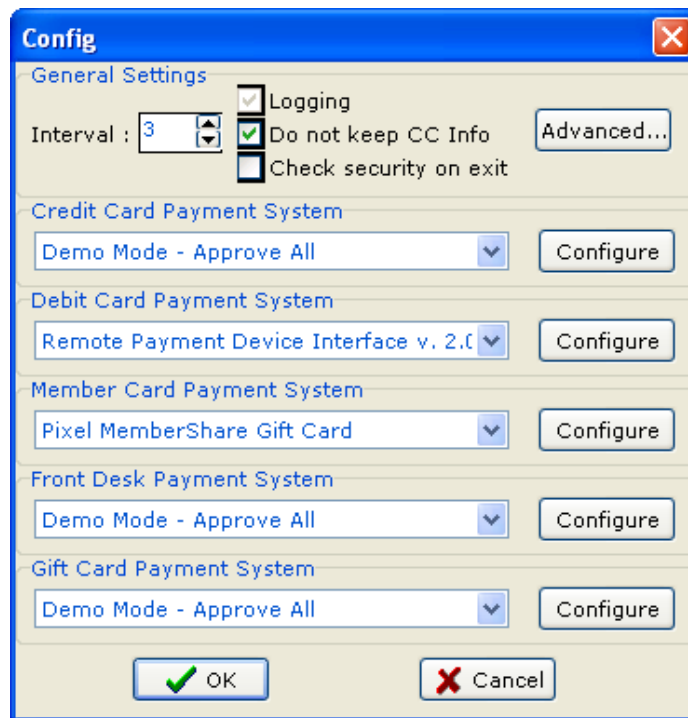 Config
General Settings
Logging
Interval : 3
Do not keep CC Info
Advanced...
Check security on exit
Credit Card Payment System
Demo Mode - Approve All
Configure
Debit Card Payment System
Remote Payment Device Interface v. 2.0
Configure
Member Card Payment System
Pixel MemberShare Gift Card
Configure
Front Desk Payment System
Demo Mode - Approve All
Configure
Gift Card Payment System
Demo Mode - Approve All
Configure
OK
Cancel